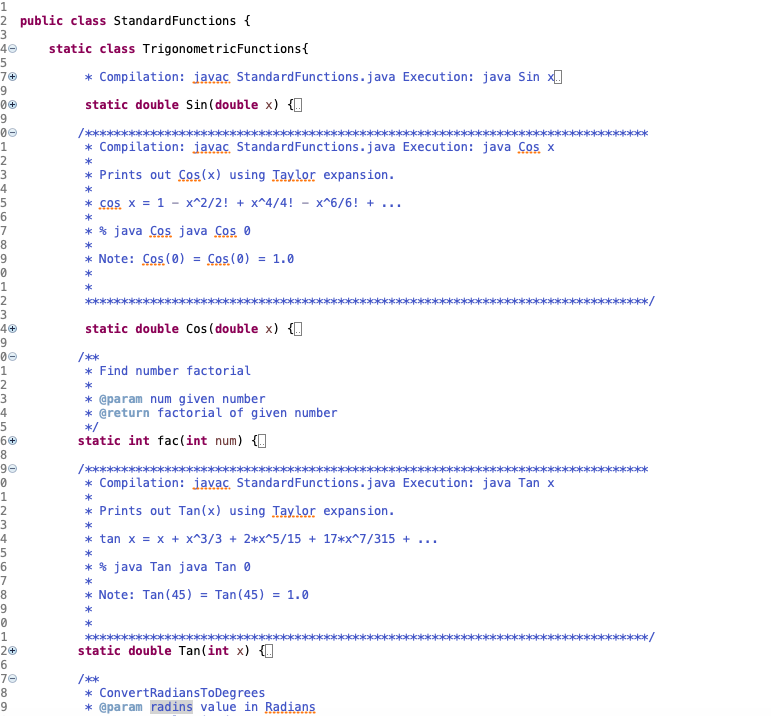 1
2 public class StandardFunctions {
3
4 static class TrigonometricFunctions{
5
7 * Compilation: javac StandardFunctions.java Execution: java Sin x
9
0 static double Sin(double x) {
9
0 /******************************************************************************
1 * Compilation: javac StandardFunctions.java Execution: java Cos x
2 *
3 * Prints out Cos(x) using Taylor expansion.
4 *
5 * cos x = 1 - x^2/2! + x^4/4! - x^6/6! + ...
6 *
7 * % java Cos java Cos 0
8 *
9 * Note: Cos(0) = Cos(0) = 1.0
0 *
1 *
2 ******************************************************************************/
3
4 static double Cos(double x) {
9
0 /**
1 * Find number factorial
2 *
3 * @param num given number
4 * @return factorial of given number
5 */
6 static int fac(int num) {
8
9 /******************************************************************************
0 * Compilation: javac StandardFunctions.java Execution: java Tan x
1 *
2 * Prints out Tan(x) using Taylor expansion.
3 *
4 * tan x = x + x^3/3 + 2*x^5/15 + 17*x^7/315 + ...
5 *
6 * % java Tan java Tan 0
7 *
8 * Note: Tan(45) = Tan(45) = 1.0
9 *
0 *
1 ******************************************************************************/
2 static double Tan(int x) {
6
7 /**
8 * ConvertRadiansToDegrees
9 * @param radins value in Radians